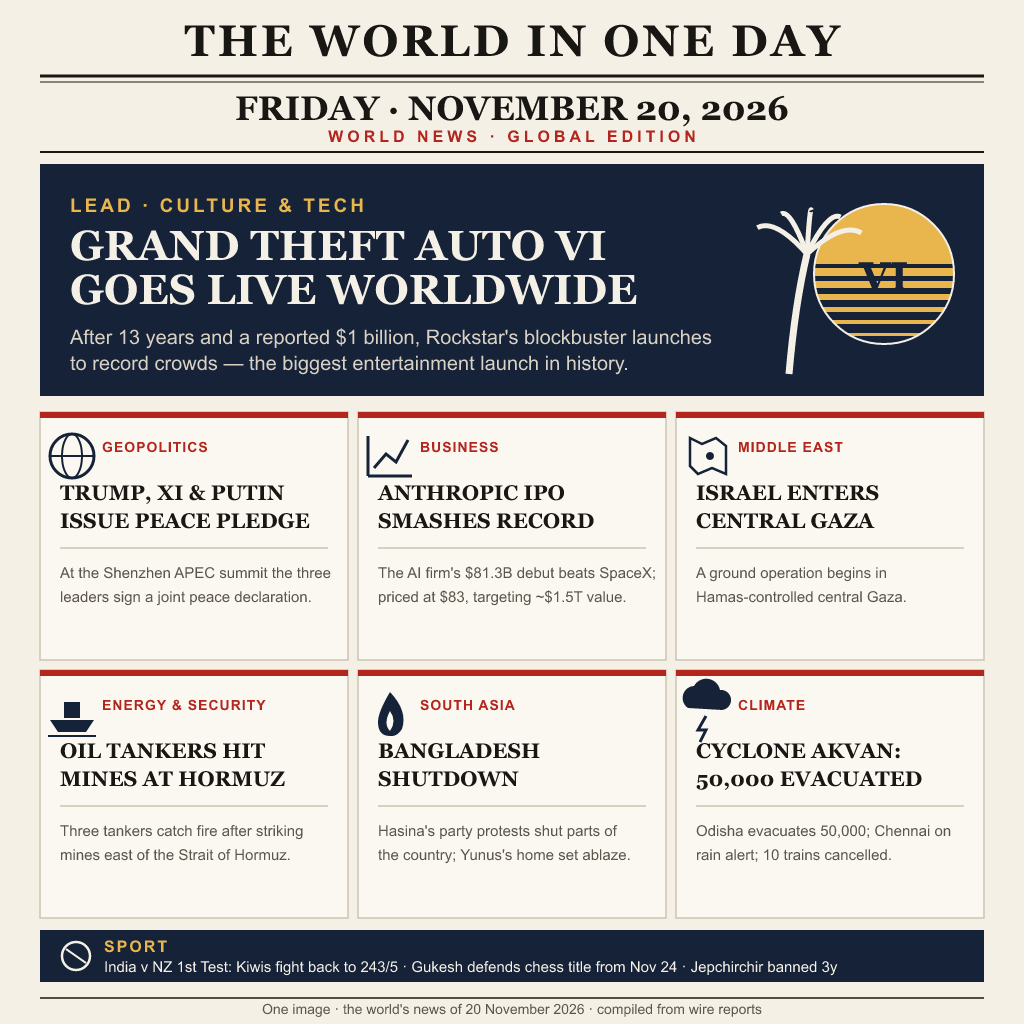 THE WORLD IN ONE DAY
FRIDAY · NOVEMBER 20, 2026
WORLD NEWS · GLOBAL EDITION
LEAD · CULTURE & TECH
GRAND THEFT AUTO VI
GOES LIVE WORLDWIDE
After 13 years and a reported $1 billion, Rockstar's blockbuster launches
to record crowds — the biggest entertainment launch in history.
VI
GEOPOLITICS
TRUMP, XI & PUTIN
ISSUE PEACE PLEDGE
At the Shenzhen APEC summit the three
leaders sign a joint peace declaration.
BUSINESS
ANTHROPIC IPO
SMASHES RECORD
The AI firm's $81.3B debut beats SpaceX;
priced at $83, targeting ~$1.5T value.
MIDDLE EAST
ISRAEL ENTERS
CENTRAL GAZA
A ground operation begins in
Hamas-controlled central Gaza.
ENERGY & SECURITY
OIL TANKERS HIT
MINES AT HORMUZ
Three tankers catch fire after striking
mines east of the Strait of Hormuz.
SOUTH ASIA
BANGLADESH
SHUTDOWN
Hasina's party protests shut parts of
the country; Yunus's home set ablaze.
CLIMATE
CYCLONE AKVAN:
50,000 EVACUATED
Odisha evacuates 50,000; Chennai on
rain alert; 10 trains cancelled.
SPORT
India v NZ 1st Test: Kiwis fight back to 243/5 · Gukesh defends chess title from Nov 24 · Jepchirchir banned 3y
One image · the world's news of 20 November 2026 · compiled from wire reports